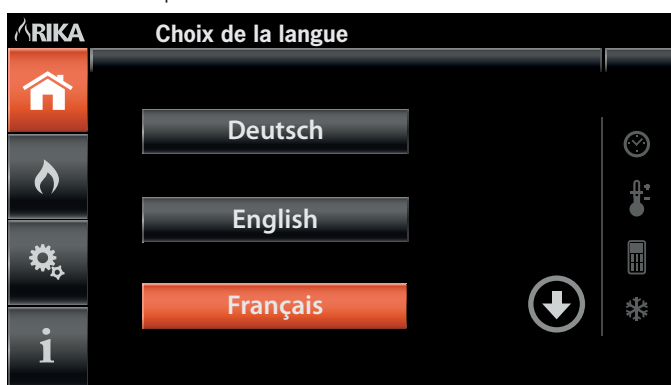 RIKA
Choix de la langue
Deutsch
English
Français
i